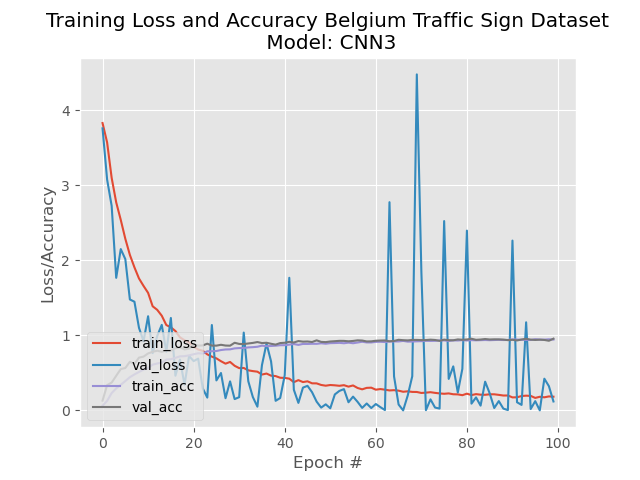 Training Loss and Accuracy Belgium Traffic Sign Dataset
Model: CNN3
Loss/Accuracy
4
3
2
1
0
train_loss
val_loss
train_acc
val_acc
0 20 40 60 80 100
Epoch #